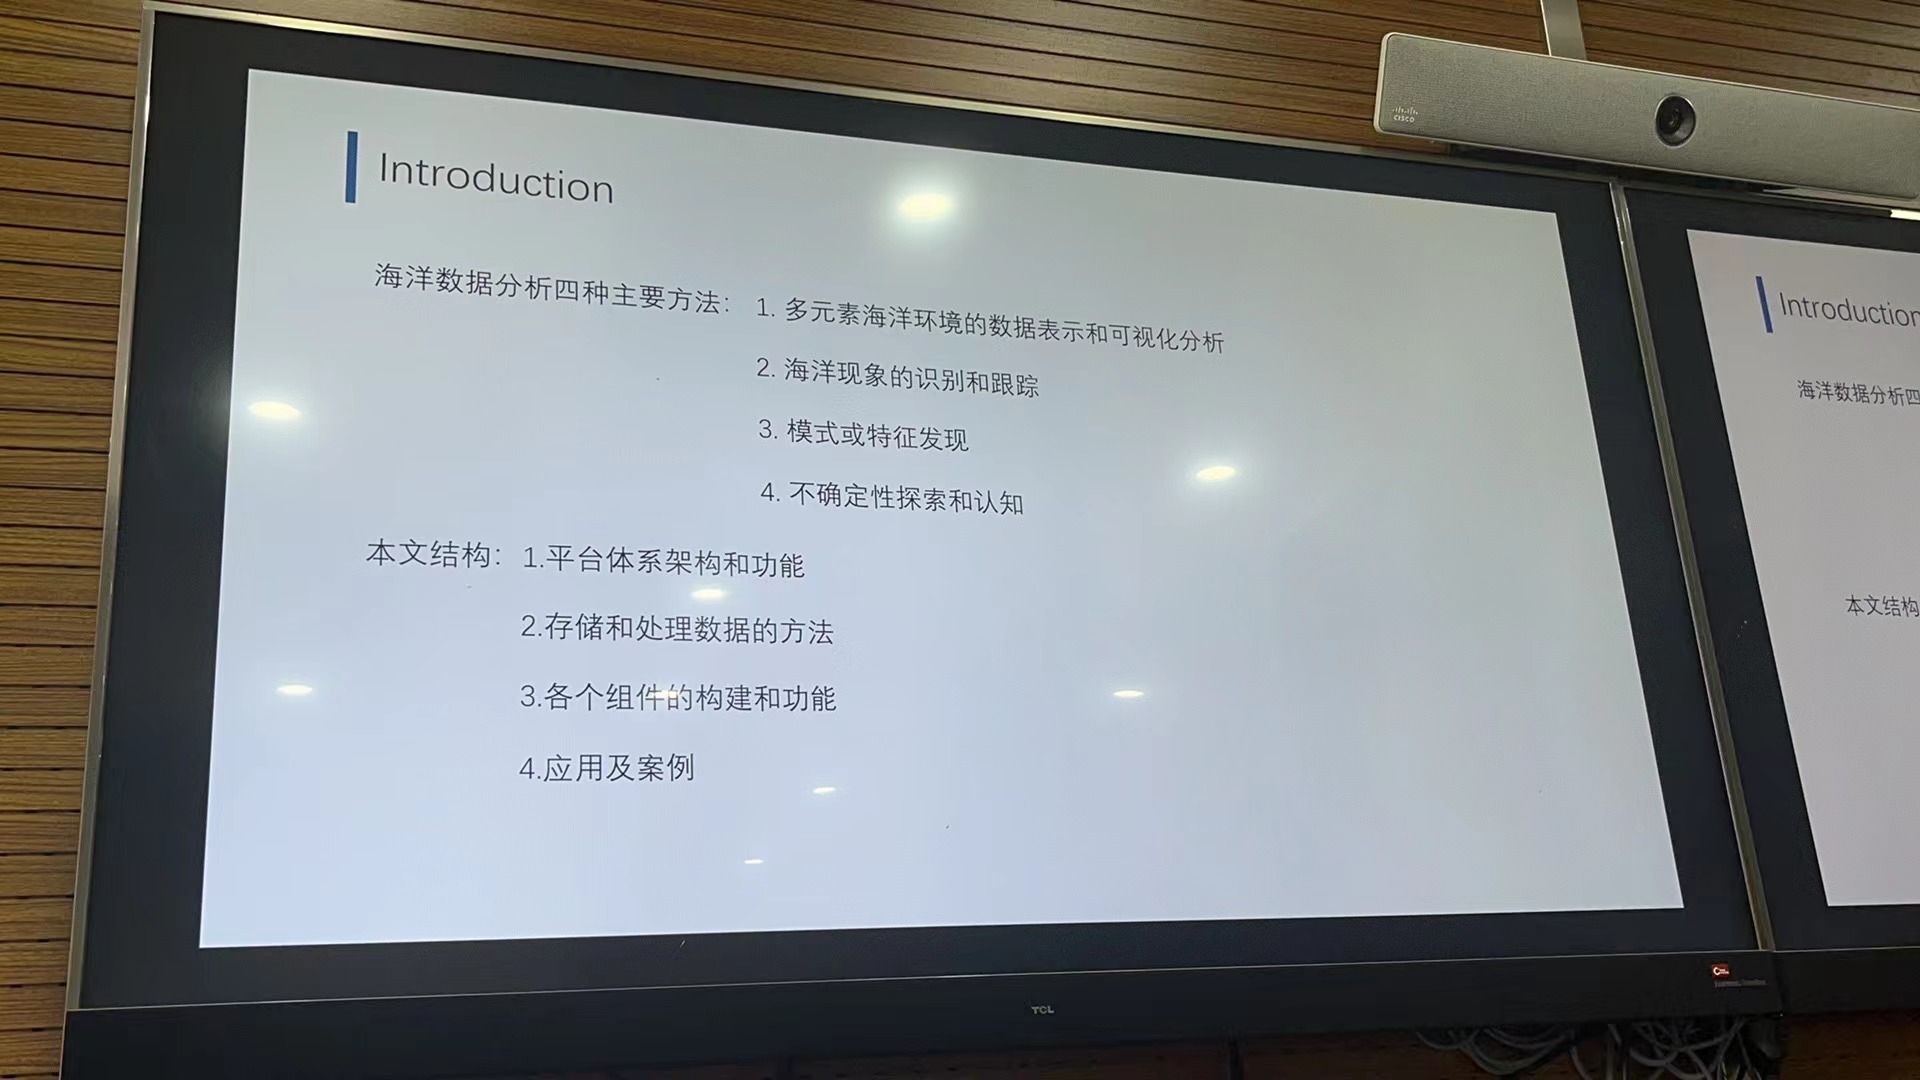 CISCO
Introduction
海洋数据分析四种主要方法： 1. 多元素海洋环境的数据表示和可视化分析
2. 海洋现象的识别和跟踪
3. 模式或特征发现
4. 不确定性探索和认知
本文结构： 1.平台体系架构和功能
2.存储和处理数据的方法
3.各个组件的构建和功能
4.应用及案例
TCL
Introduction
海洋数据分析四
本文结构